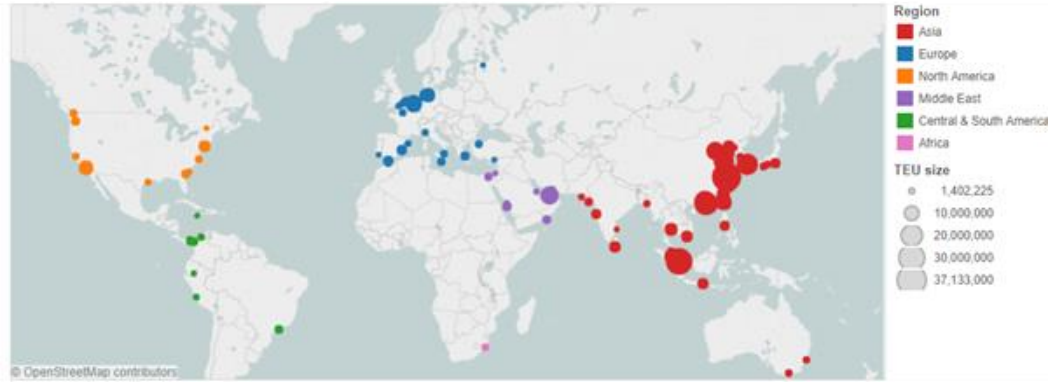 Region
Asia
Europe
North America
Middle East
Central & South America
Africa
TEU size
1,402,225
10,000,000
20,000,000
30,000,000
37,133,000
© OpenStreetMap contributors